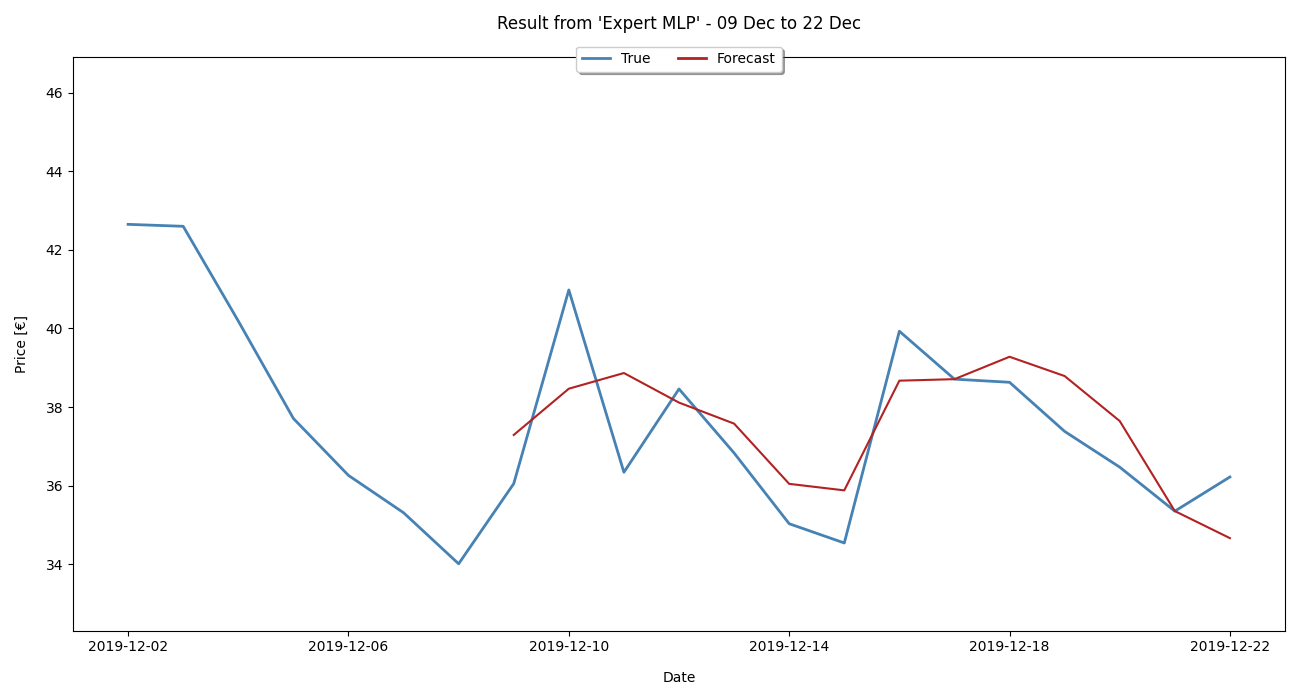 Result from 'Expert MLP' - 09 Dec to 22 Dec
True Forecast
46
44
42
40
38
36
34
Price [€]
2019-12-02 2019-12-06 2019-12-10 2019-12-14 2019-12-18 2019-12-22
Date